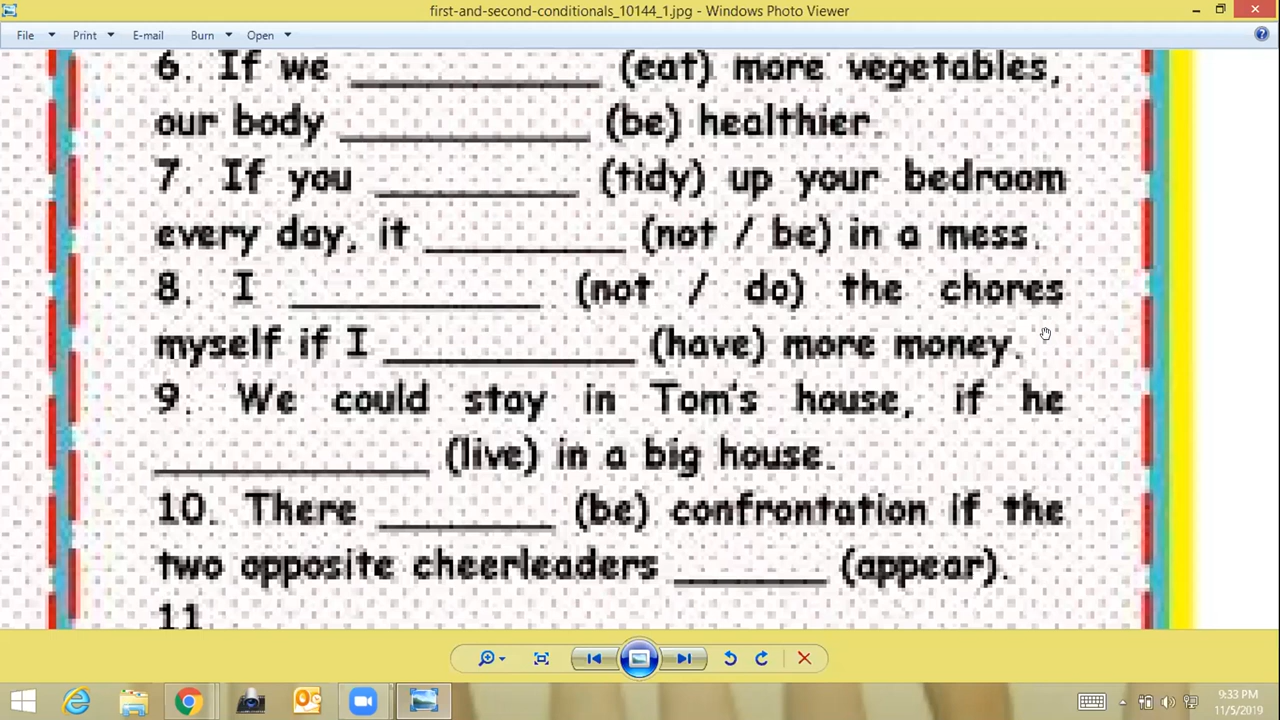 first-and-second-conditionals_10144_1.jpg - Windows Photo Viewer
File Print E-mail Burn Open
6. If we ____________ (eat) more vegetables,
our body ____________ (be) healthier.
7. If you __________ (tidy) up your bedroom
every day, it __________ (not / be) in a mess.
8. I ____________ (not / do) the chores
myself if I ____________ (have) more money.
9. We could stay in Tom's house, if he
_____________ (live) in a big house.
10. There ________ (be) confrontation if the
two opposite cheerleaders _______ (appear).
11
9:33 PM
11/5/2019